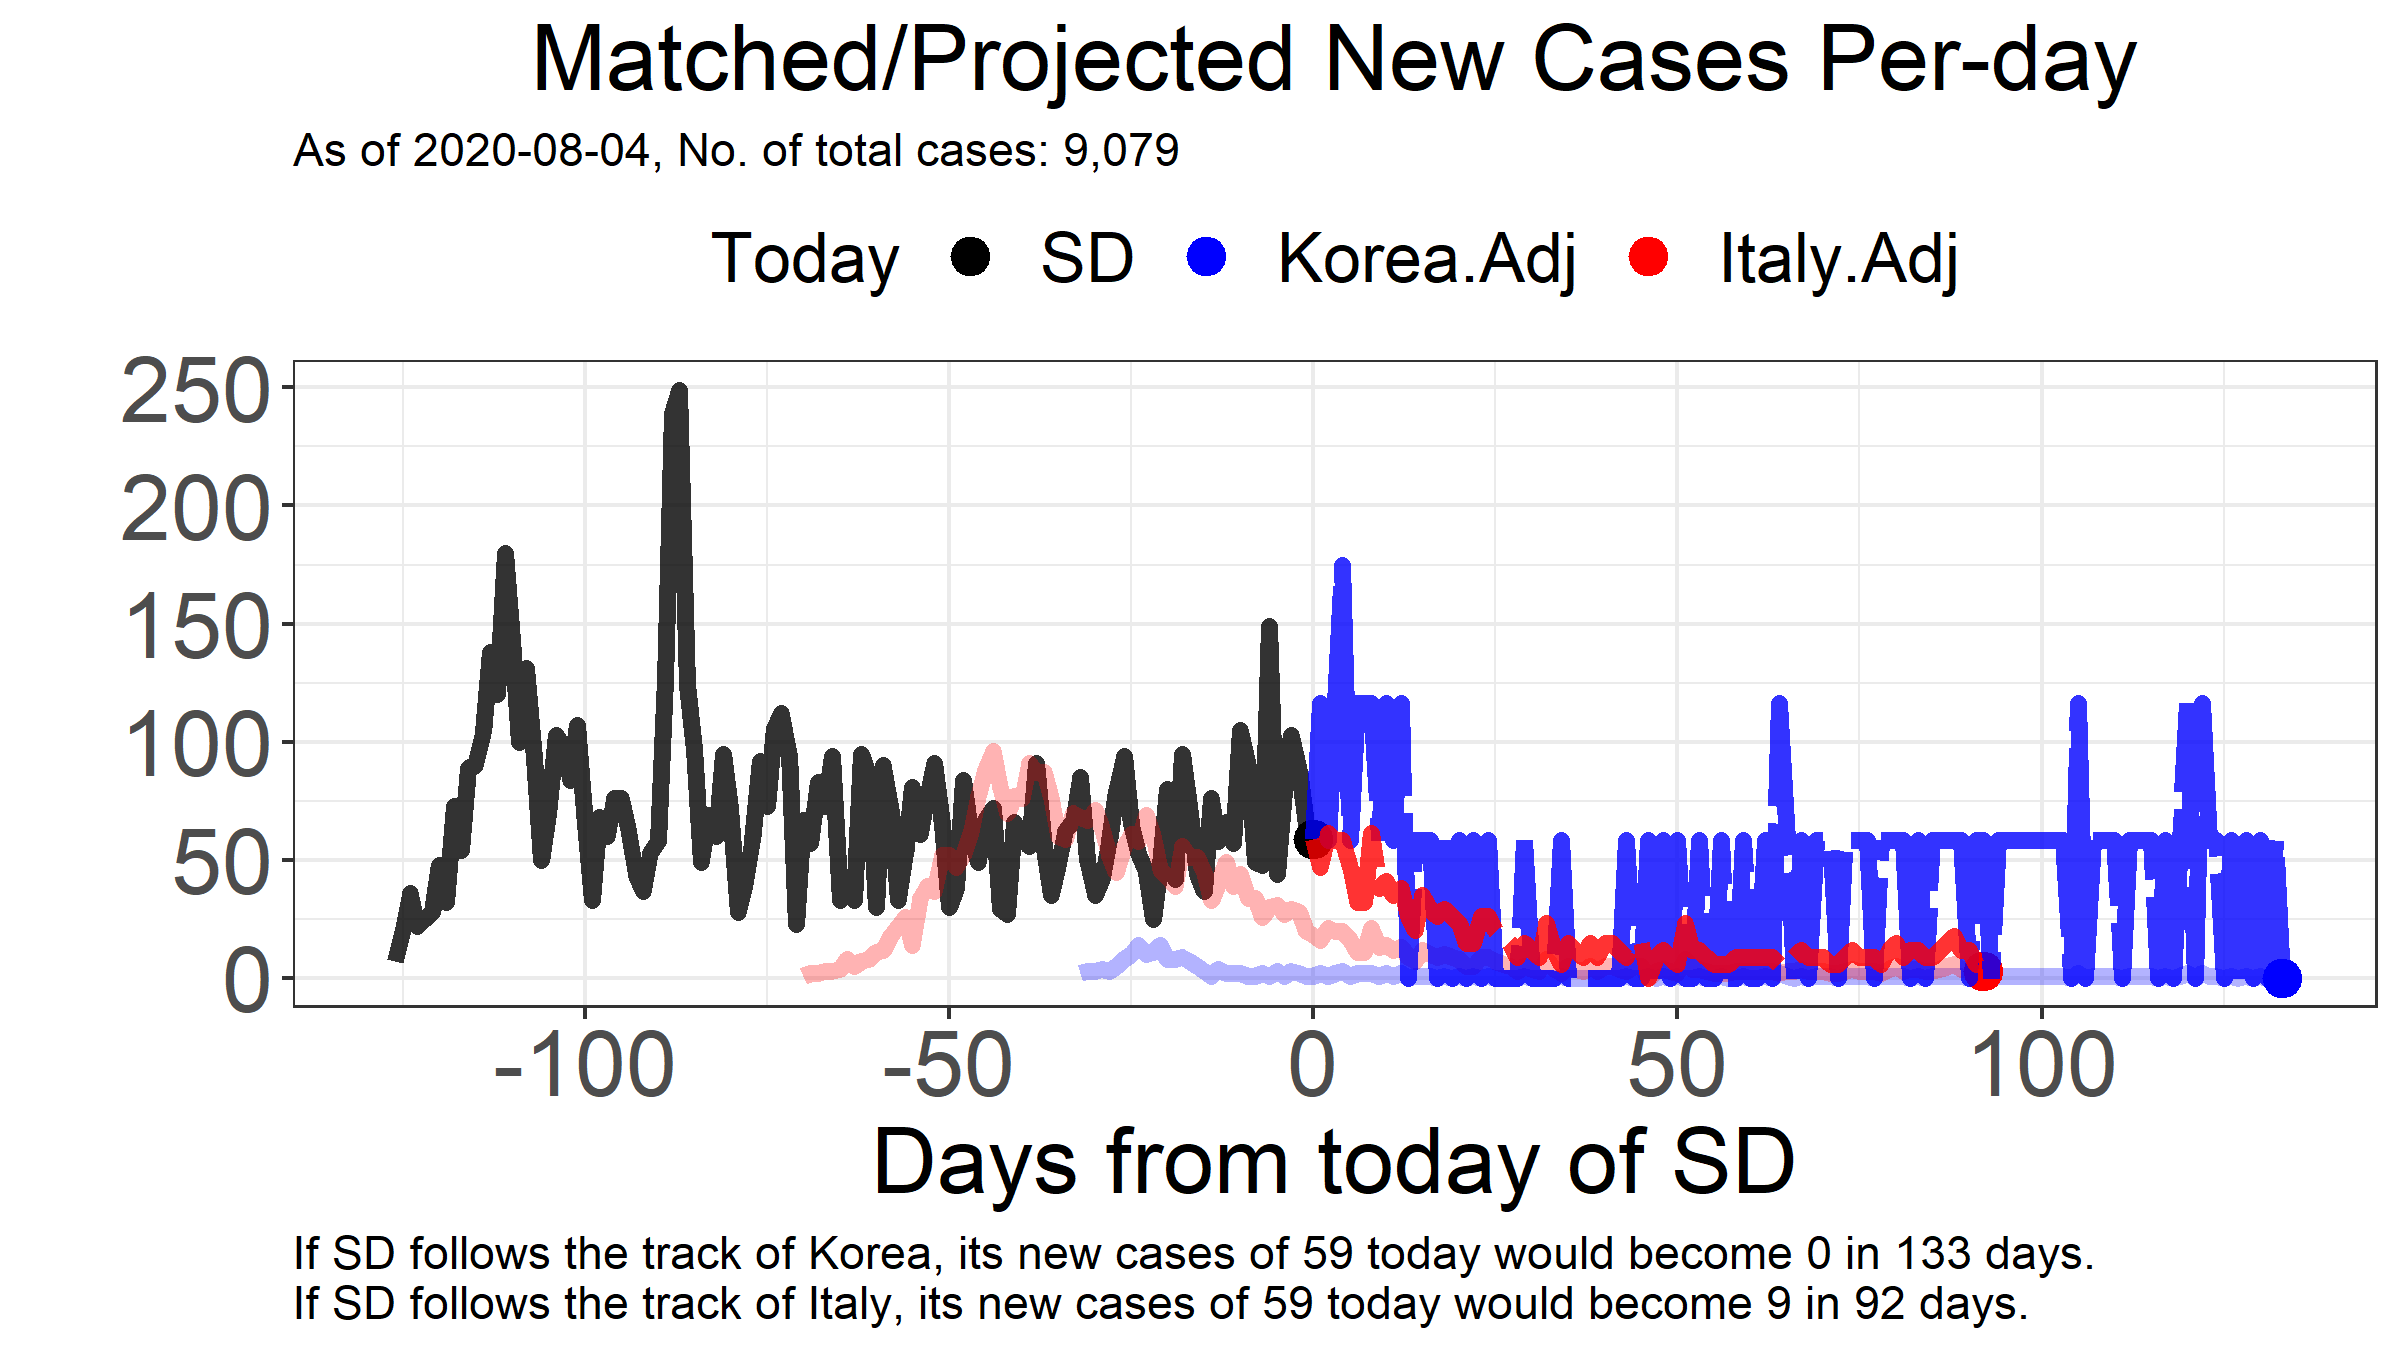 Matched/Projected New Cases Per-day
As of 2020-08-04, No. of total cases: 9,079
Today SD Korea.Adj Italy.Adj
250
200
150
100
50
0
-100 -50 0 50 100
Days from today of SD
If SD follows the track of Korea, its new cases of 59 today would become 0 in 133 days.
If SD follows the track of Italy, its new cases of 59 today would become 9 in 92 days.